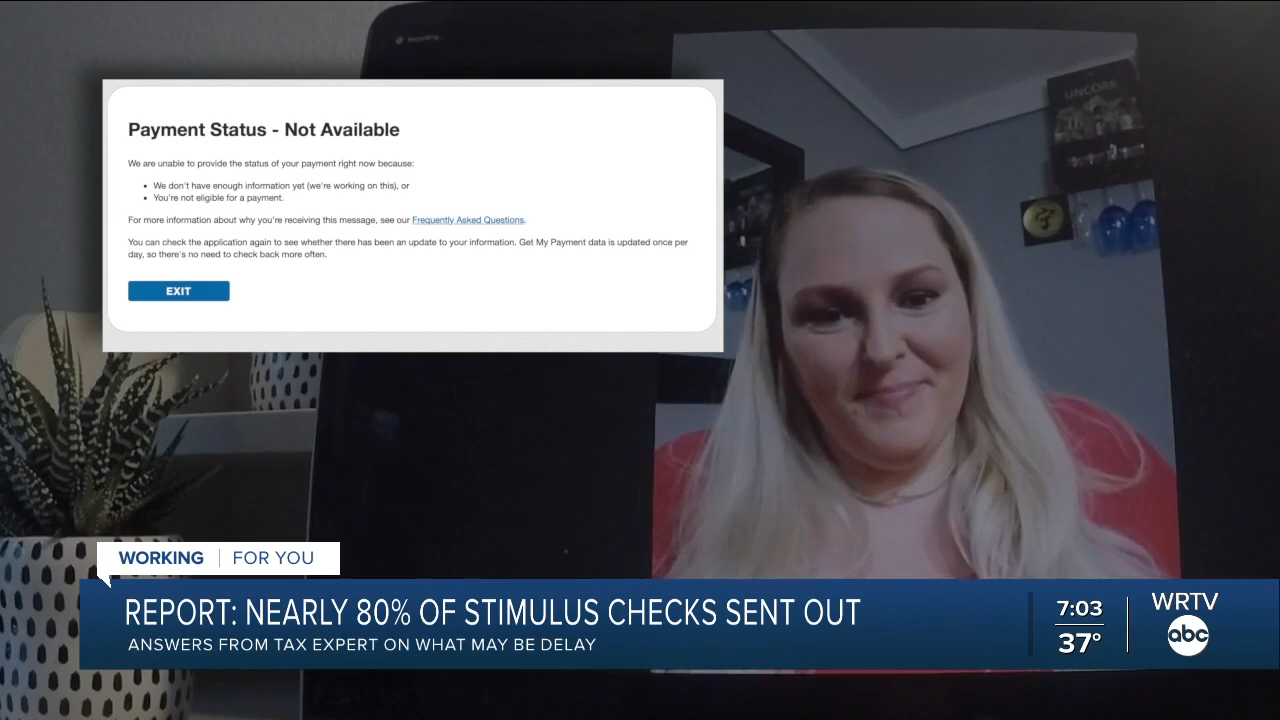 Recording...
UNCORK
Payment Status - Not Available
We are unable to provide the status of your payment right now because:
• We don't have enough information yet (we're working on this), or
• You're not eligible for a payment.
For more information about why you're receiving this message, see our Frequently Asked Questions.
You can check the application again to see whether there has been an update to your information. Get My Payment data is updated once per
day, so there's no need to check back more often.
EXIT
WORKING | FOR YOU
REPORT: NEARLY 80% OF STIMULUS CHECKS SENT OUT
ANSWERS FROM TAX EXPERT ON WHAT MAY BE DELAY
7:03
37°
WRTV
abc